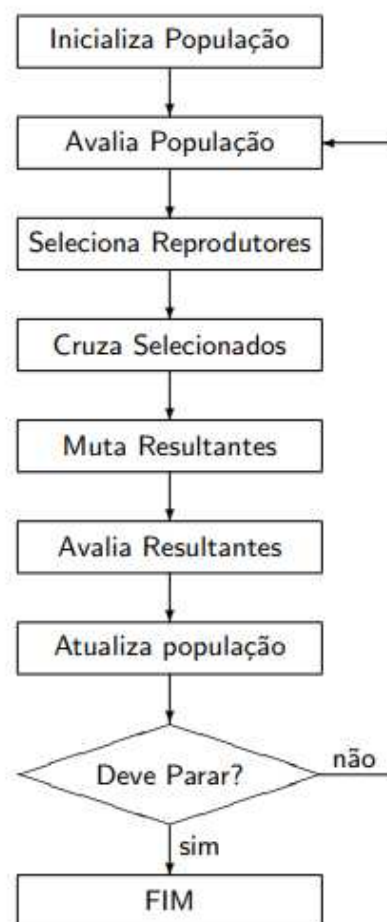 Inicializa População
Avalia População
Seleciona Reprodutores
Cruza Selecionados
Muta Resultantes
Avalia Resultantes
Atualiza população
Deve Parar?
não
sim
FIM